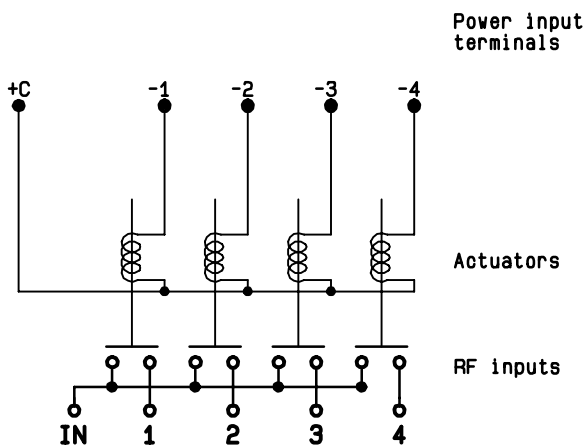 Power input
terminals
+C -1 -2 -3 -4
Actuators
RF inputs
IN 1 2 3 4